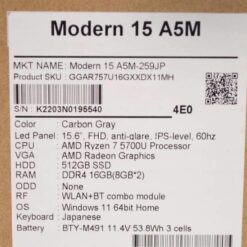 Modern 15 A5M
MKT NAME: Modern 15 A5M-259JP
Product SKU : GGAR757U16GXXDX11MH
S/N : K2203N0195540
4E0
Color : Carbon Gray
Led Panel : 15.6", FHD, anti-glare, IPS-level, 60hz
CPU : AMD Ryzen 7 5700U Processor
VGA : AMD Radeon Graphics
HDD : 512GB SSD
RAM : DDR4 16GB(8GB*2)
ODD : None
RF : WLAN+BT combo module
OS : Windows 11 64bit Home
Keyboard : Japanese
Battery : BTY-M491 11.4V 53.8Wh 3 cells